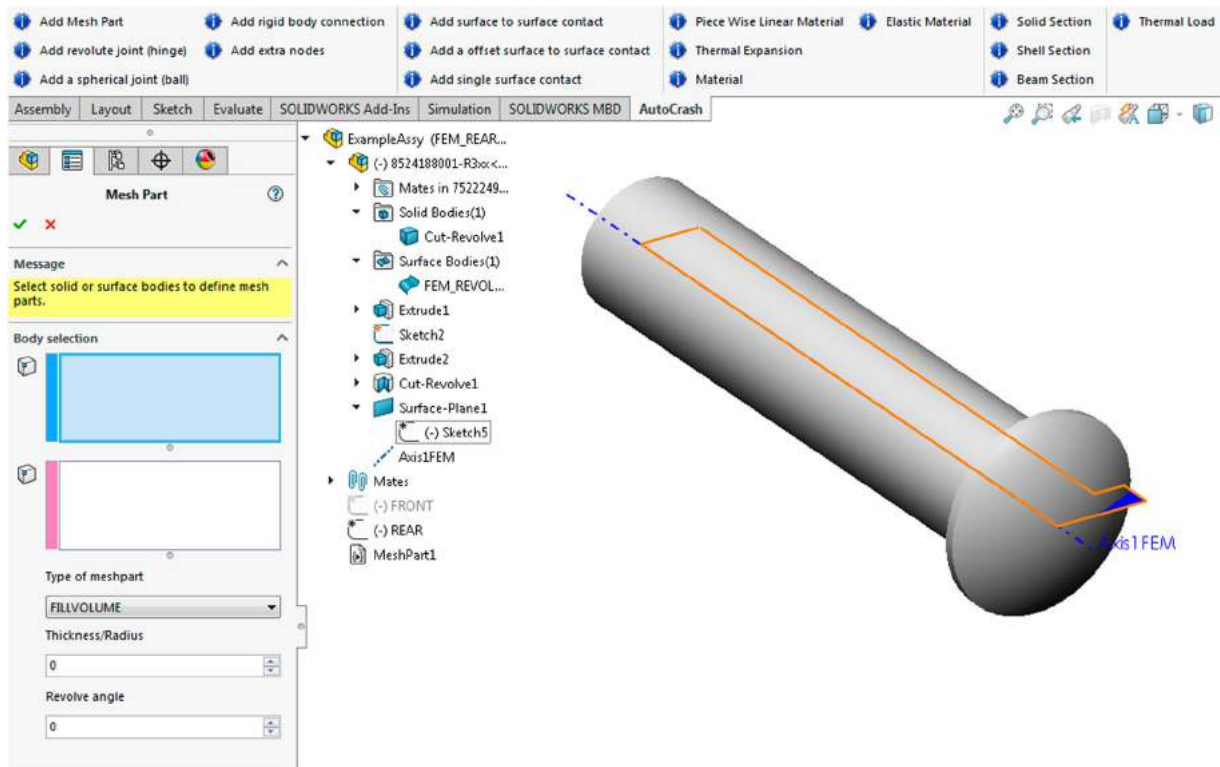 Add Mesh Part
Add rigid body connection
Add surface to surface contact
Piece Wise Linear Material
Elastic Material
Solid Section
Thermal Load
Add revolute joint (hinge)
Add extra nodes
Add a offset surface to surface contact
Thermal Expansion
Shell Section
Add a spherical joint (ball)
Add single surface contact
Material
Beam Section
Assembly
Layout
Sketch
Evaluate
SOLIDWORKS Add-Ins
Simulation
SOLIDWORKS MBD
AutoCrash
Mesh Part
Message
Select solid or surface bodies to define mesh
parts.
Body selection
Type of meshpart
FILLVOLUME
Thickness/Radius
0
Revolve angle
0
ExampleAssy (FEM_REAR...
(-) 8524188001-R3xx<...
Mates in 7522249...
Solid Bodies(1)
Cut-Revolve1
Surface Bodies(1)
FEM_REVOL...
Extrude1
Sketch2
Extrude2
Cut-Revolve1
Surface-Plane1
(-) Sketch5
Axis1FEM
Mates
(-) FRONT
(-) REAR
MeshPart1
Axis1FEM